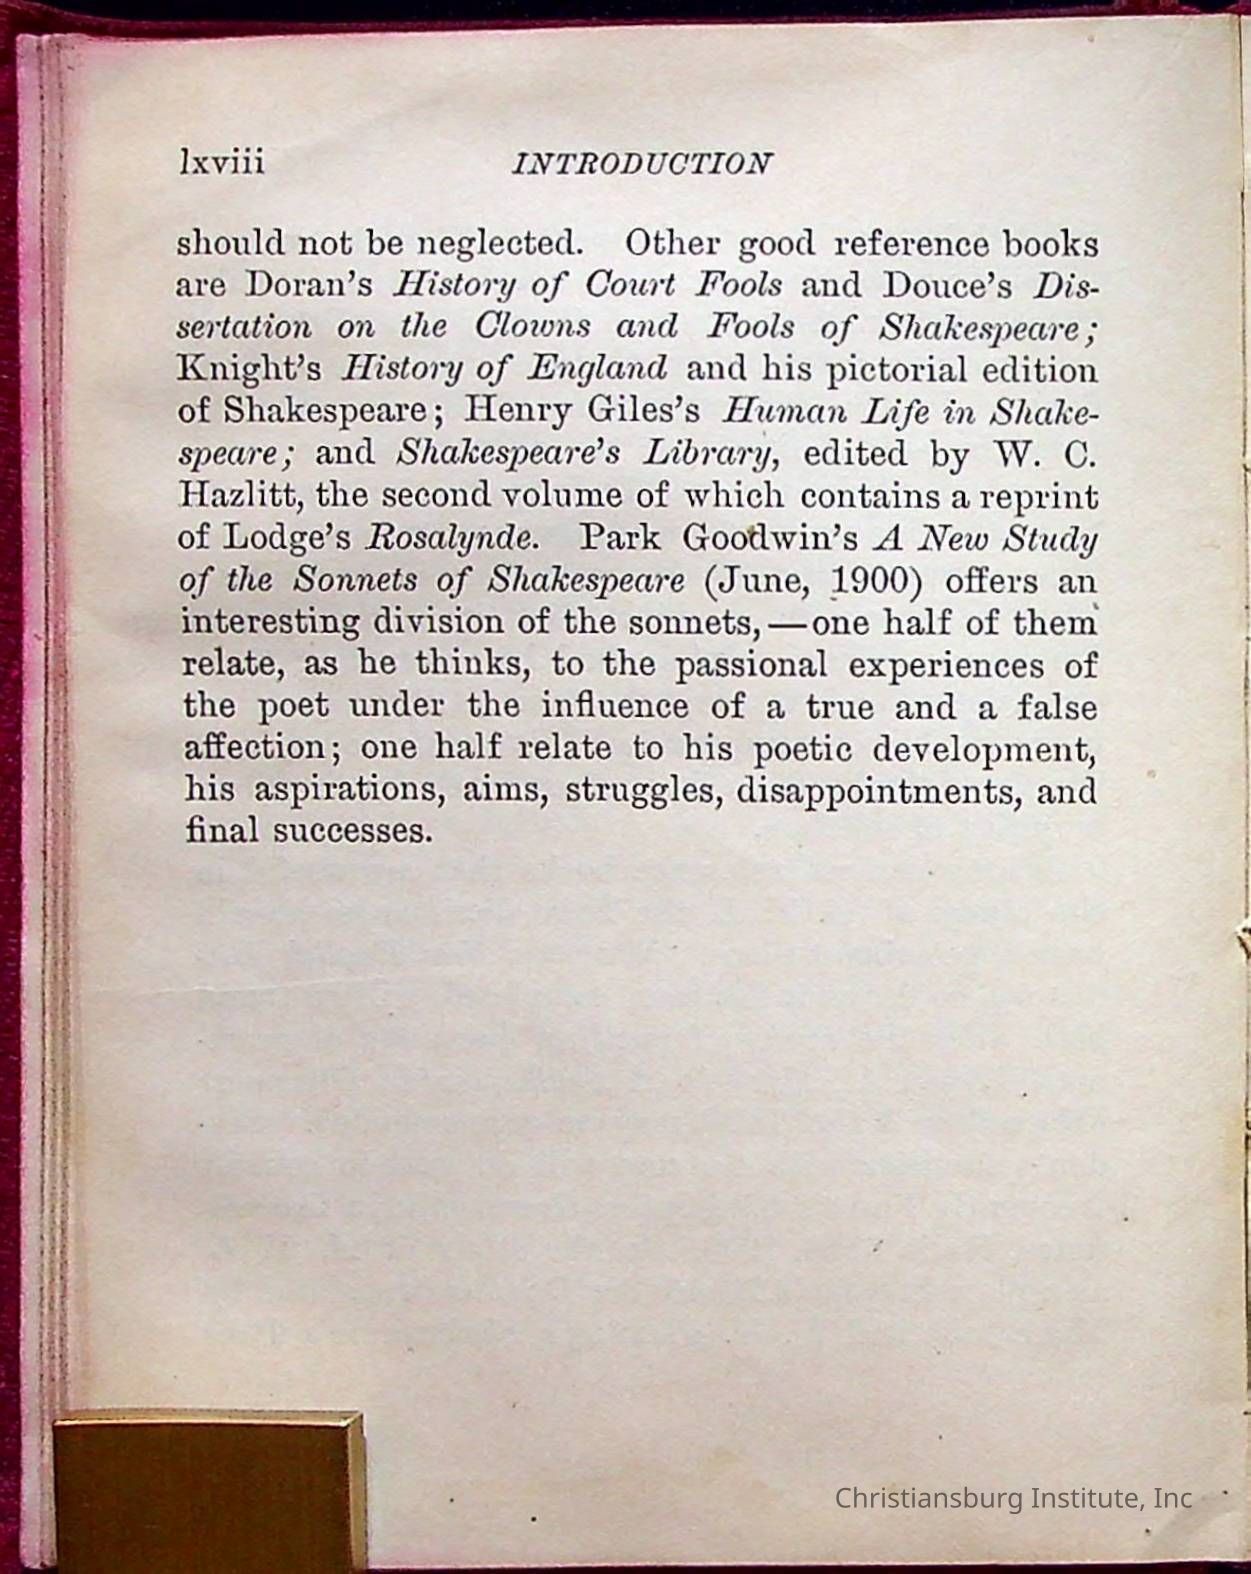 lxviii INTRODUCTION
should not be neglected. Other good reference books
are Doran's History of Court Fools and Douce's Dis-
sertation on the Clowns and Fools of Shakespeare;
Knight's History of England and his pictorial edition
of Shakespeare; Henry Giles's Human Life in Shake-
speare; and Shakespeare's Library, edited by W. C.
Hazlitt, the second volume of which contains a reprint
of Lodge's Rosalynde. Park Goodwin's A New Study
of the Sonnets of Shakespeare (June, 1900) offers an
interesting division of the sonnets,—one half of them
relate, as he thinks, to the passional experiences of
the poet under the influence of a true and a false
affection; one half relate to his poetic development,
his aspirations, aims, struggles, disappointments, and
final successes.
Christiansburg Institute, Inc